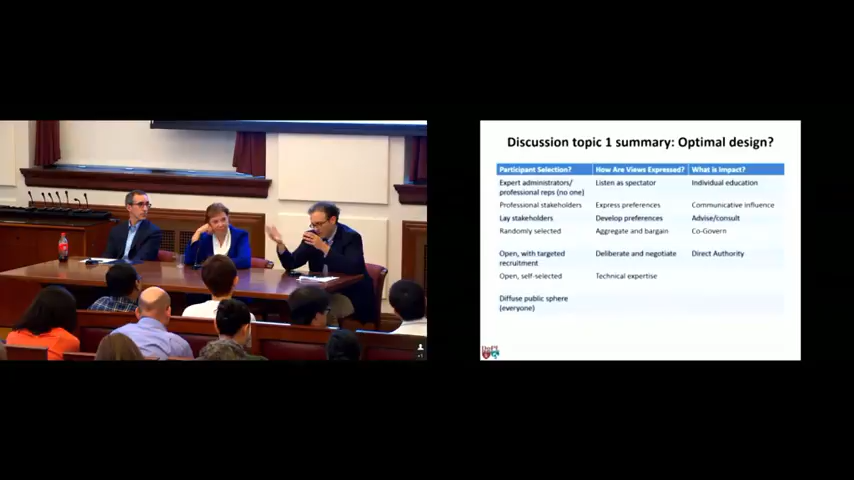 Discussion topic 1 summary: Optimal design?
Participant Selection? How Are Views Expressed? What is Impact?
Expert administrators/ Listen as spectator Individual education
professional reps (no one)
Professional stakeholders Express preferences Communicative influence
Lay stakeholders Develop preferences Advise/consult
Randomly selected Aggregate and bargain Co-Govern
Open, with targeted Deliberate and negotiate Direct Authority
recruitment
Open, self-selected Technical expertise
Diffuse public sphere
(everyone)